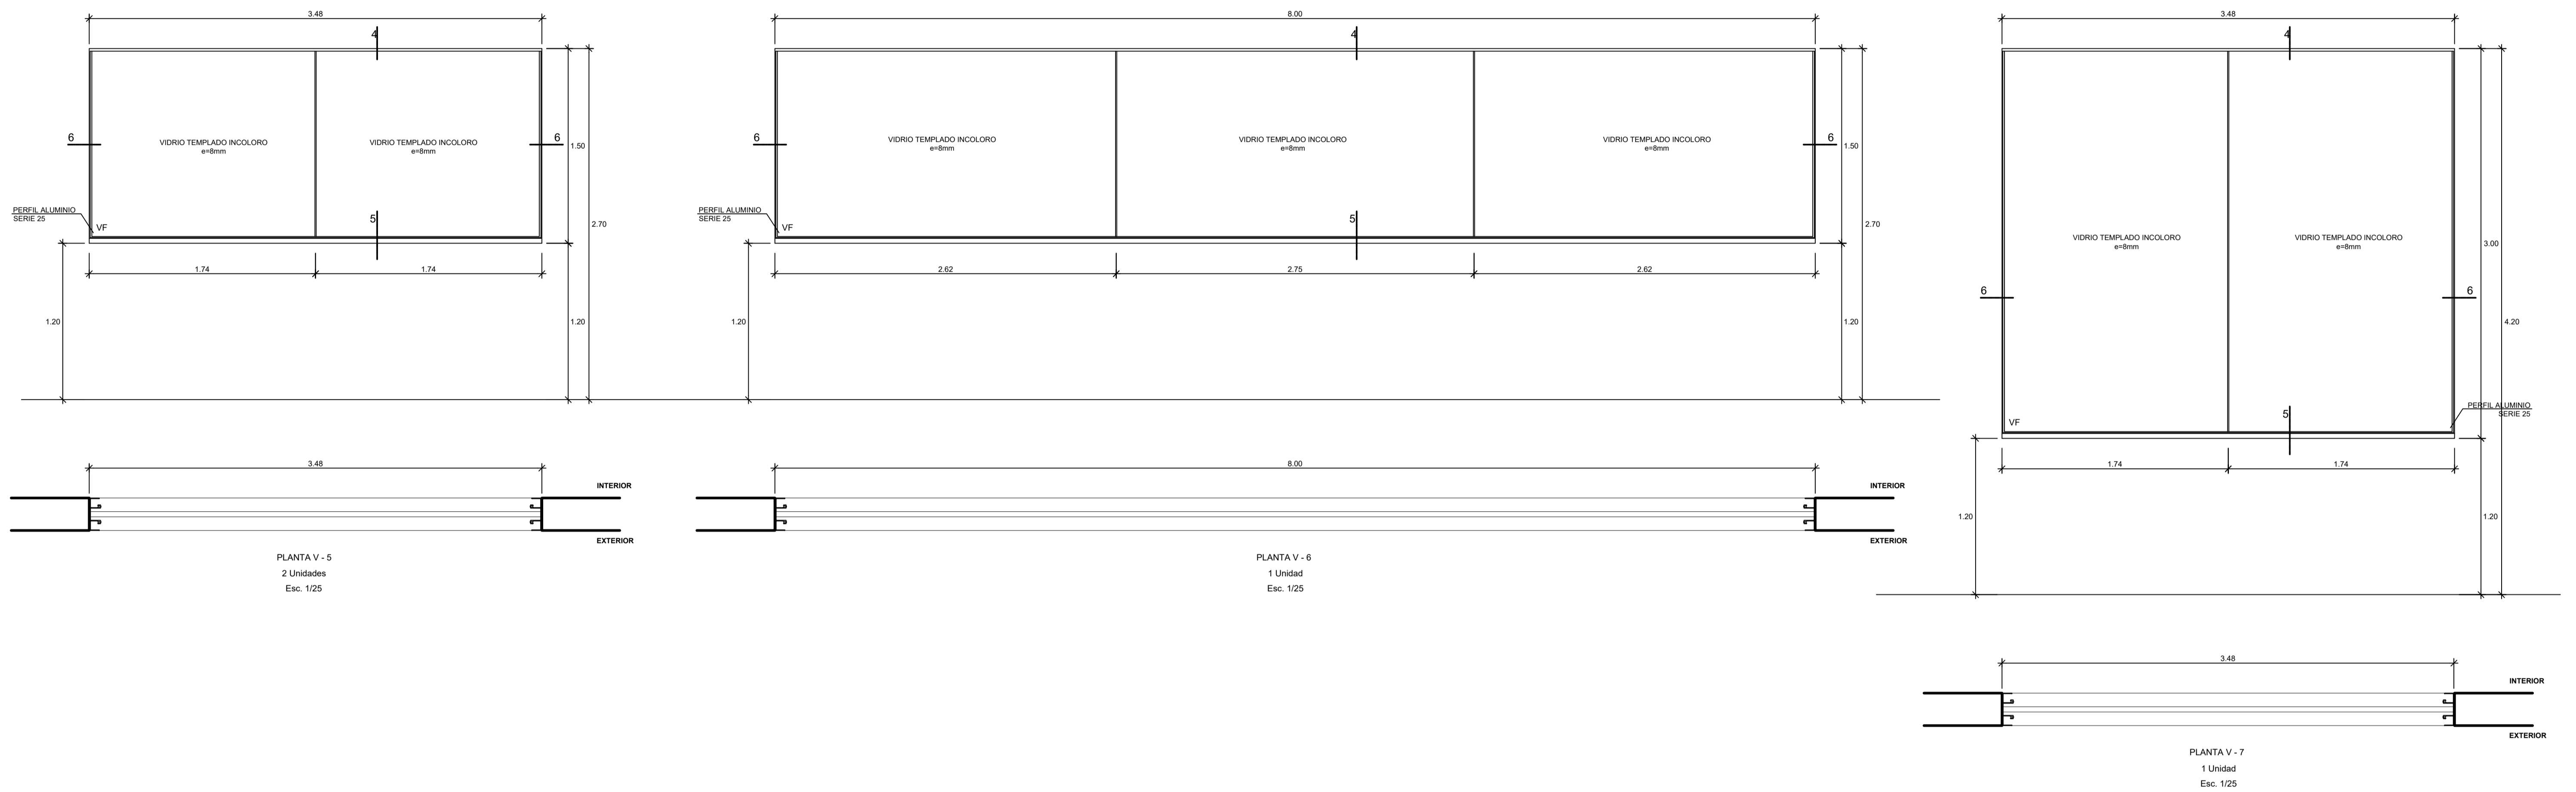 3.48
4
6
6
VIDRIO TEMPLADO INCOLORO
e=8mm
VIDRIO TEMPLADO INCOLORO
e=8mm
1.50
PERFIL ALUMINIO
SERIE 25
VF
5
2.70
1.74
1.74
1.20
1.20
3.48
INTERIOR
EXTERIOR
PLANTA V - 5
2 Unidades
Esc. 1/25
8.00
4
6
6
VIDRIO TEMPLADO INCOLORO
e=8mm
VIDRIO TEMPLADO INCOLORO
e=8mm
VIDRIO TEMPLADO INCOLORO
e=8mm
1.50
PERFIL ALUMINIO
SERIE 25
VF
5
2.70
2.62
2.75
2.62
1.20
1.20
8.00
INTERIOR
EXTERIOR
PLANTA V - 6
1 Unidad
Esc. 1/25
3.48
4
VIDRIO TEMPLADO INCOLORO
e=8mm
VIDRIO TEMPLADO INCOLORO
e=8mm
3.00
6
6
4.20
PERFIL ALUMINIO
SERIE 25
VF
5
1.74
1.74
1.20
1.20
3.48
INTERIOR
EXTERIOR
PLANTA V - 7
1 Unidad
Esc. 1/25